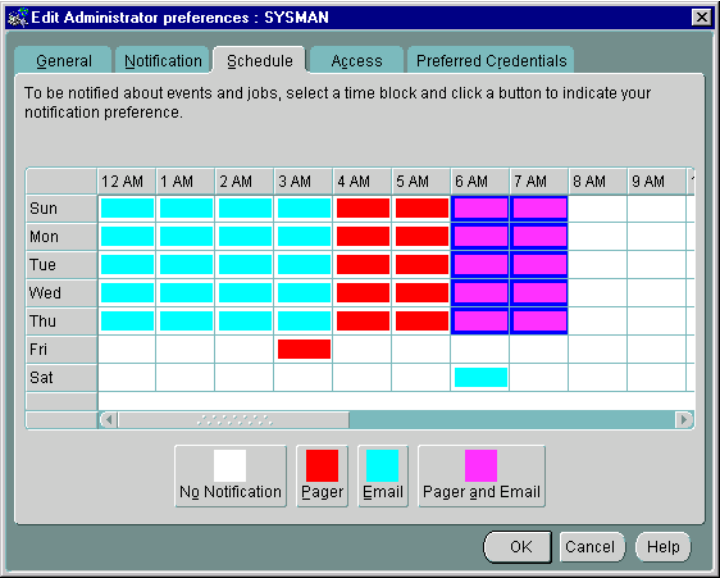 Edit Administrator preferences : SYSMAN
General Notification Schedule Access Preferred Credentials
To be notified about events and jobs, select a time block and click a button to indicate your
notification preference.
12 AM 1 AM 2 AM 3 AM 4 AM 5 AM 6 AM 7 AM 8 AM 9 AM
Sun
Mon
Tue
Wed
Thu
Fri
Sat
No Notification Pager Email Pager and Email
OK Cancel Help